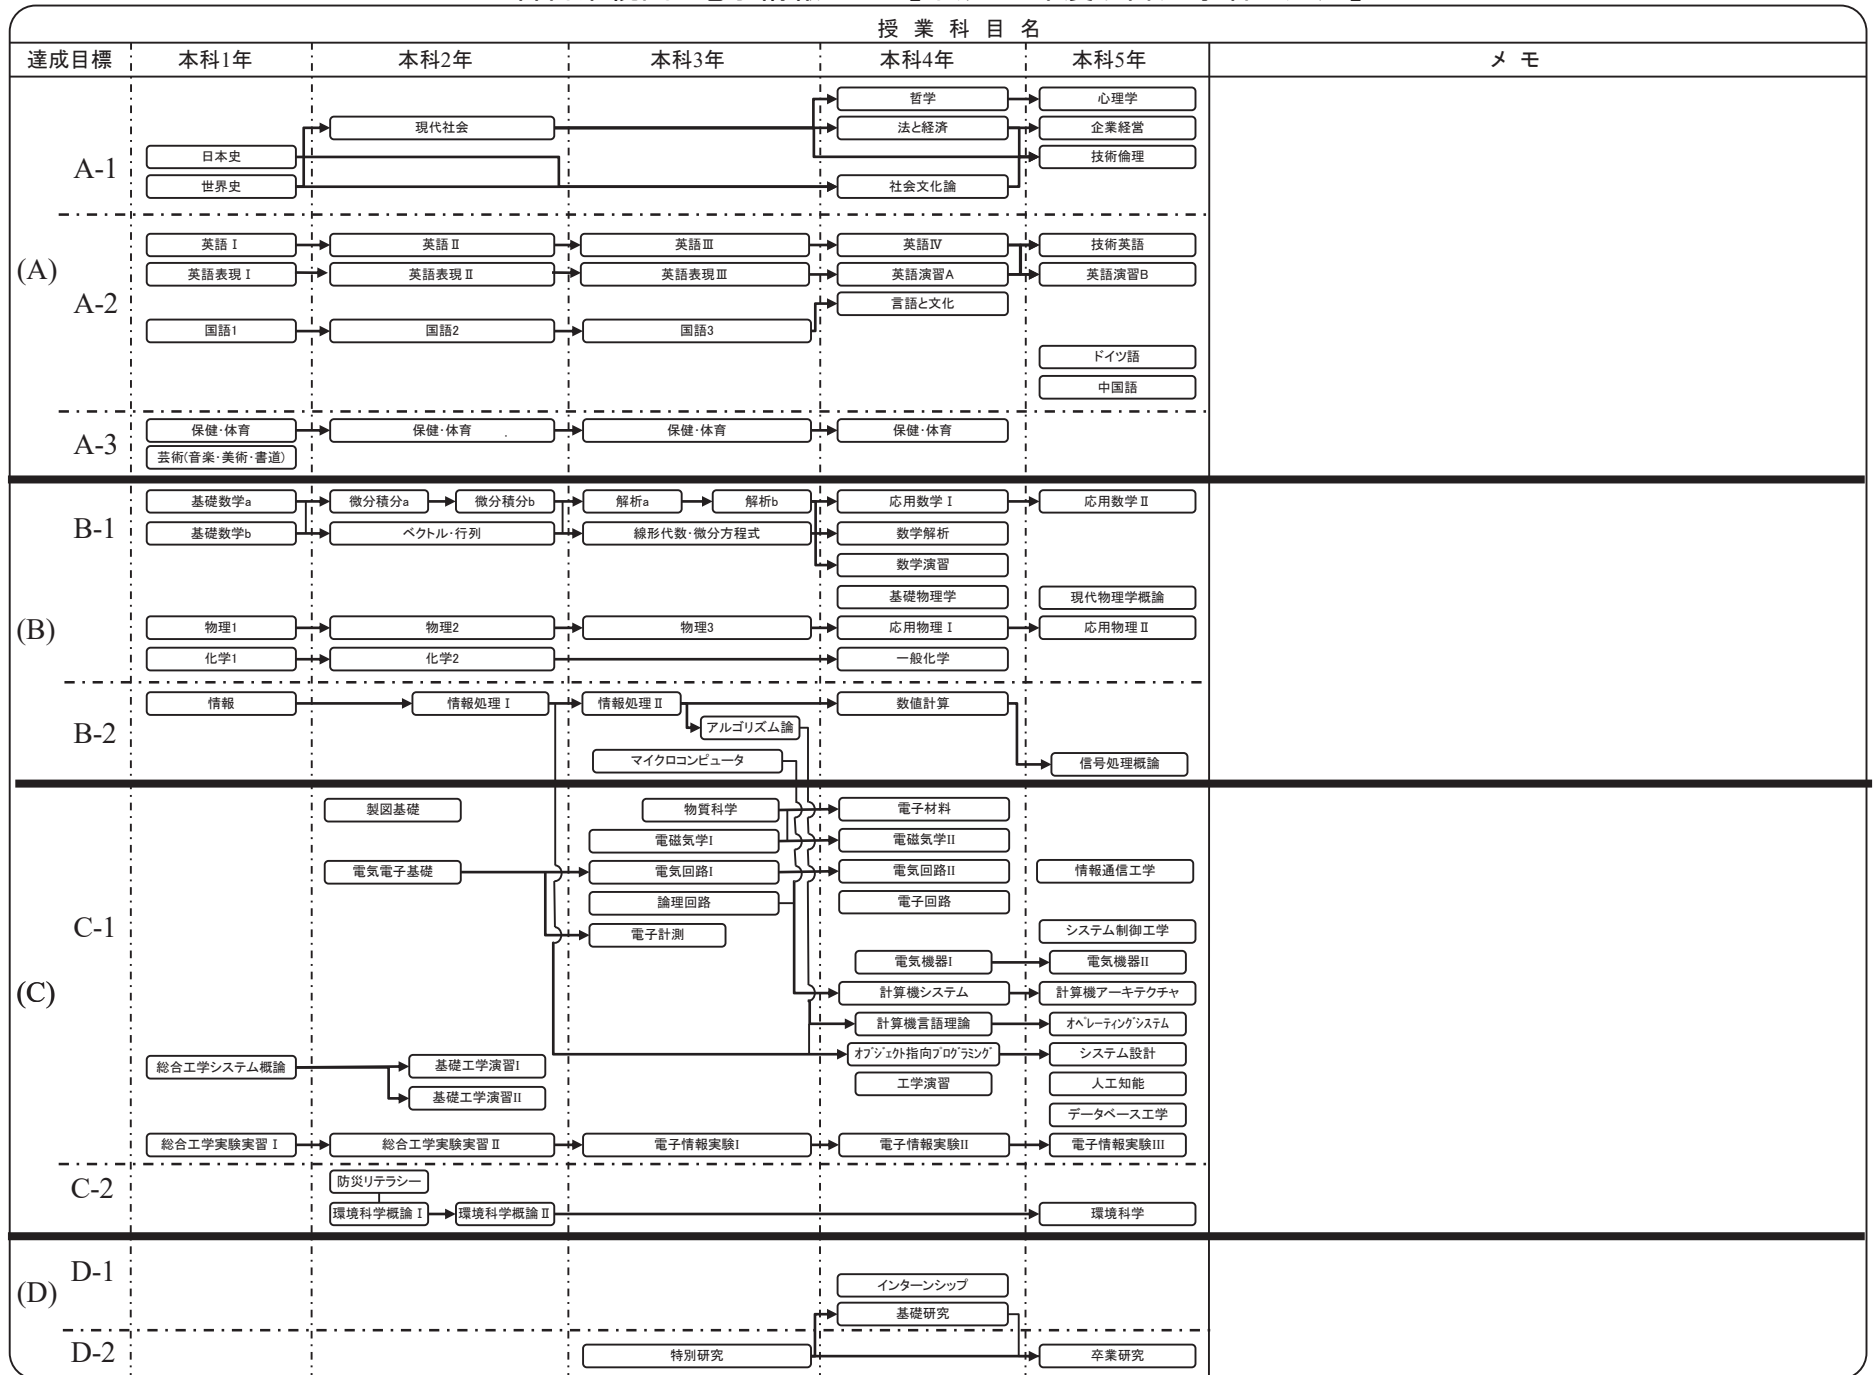 授業科目名
達成目標 本科1年 本科2年 本科3年 本科4年 本科5年 メモ
哲学 心理学
現代社会 法と経済 企業経営
日本史 技術倫理
A-1
世界史 社会文化論
英語Ⅰ 英語Ⅱ 英語Ⅲ 英語Ⅳ 技術英語
(A)
英語表現Ⅰ 英語表現Ⅱ 英語表現Ⅲ 英語演習A 英語演習B
A-2 言語と文化
国語1 国語2 国語3
ドイツ語
中国語
保健・体育 保健・体育 保健・体育 保健・体育
A-3
芸術(音楽・美術・書道)
基礎数学a 微分積分a 微分積分b 解析a 解析b 応用数学Ⅰ 応用数学Ⅱ
B-1
基礎数学b ベクトル・行列 線形代数・微分方程式 数学解析
数学演習
基礎物理学 現代物理学概論
(B) 物理1 物理2 物理3 応用物理Ⅰ 応用物理Ⅱ
化学1 化学2 一般化学
情報 情報処理Ⅰ 情報処理Ⅱ 数値計算
B-2 アルゴリズム論
マイクロコンピュータ 信号処理概論
製図基礎 物質科学 電子材料
電磁気学I 電磁気学II
電気電子基礎 電気回路I 電気回路II 情報通信工学
論理回路 電子回路
C-1 電子計測 システム制御工学
電気機器I 電気機器II
(C) 計算機システム 計算機アーキテクチャ
計算機言語理論 オペレーティングシステム
オブジェクト指向プログラミング システム設計
総合工学システム概論 基礎工学演習I
工学演習 人工知能
基礎工学演習II
データベース工学
総合工学実験実習Ⅰ 総合工学実験実習Ⅱ 電子情報実験I 電子情報実験II 電子情報実験III
C-2 防災リテラシー
環境科学概論Ⅰ 環境科学概論Ⅱ 環境科学
D-1
インターンシップ
(D)
基礎研究
D-2 特別研究 卒業研究